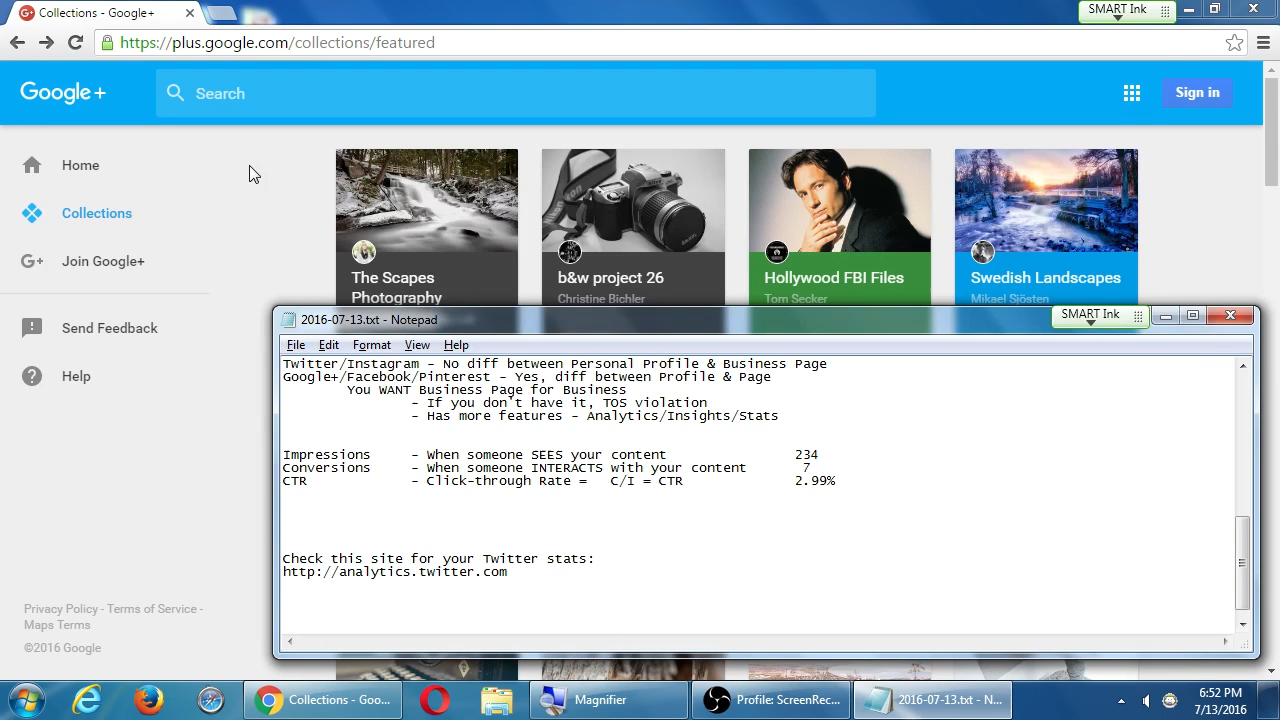 Collections - Google+
SMART Ink
https://plus.google.com/collections/featured
Google+
Search
Sign in
Home
Collections
Join Google+
Send Feedback
Help
Privacy Policy - Terms of Service -
Maps Terms
©2016 Google
The Scapes
Photography
b&w project 26
Christine Bichler
Hollywood FBI Files
Tom Secker
Swedish Landscapes
Mikael Sjösten
2016-07-13.txt - Notepad
SMART Ink
File Edit Format View Help
Twitter/Instagram - No diff between Personal Profile & Business Page
Google+/Facebook/Pinterest - Yes, diff between Profile & Page
You WANT Business Page for Business
- If you don't have it, TOS violation
- Has more features - Analytics/Insights/Stats
Impressions - When someone SEES your content 234
Conversions - When someone INTERACTS with your content 7
CTR - Click-through Rate = C/I = CTR 2.99%
Check this site for your Twitter stats:
http://analytics.twitter.com
Collections - Goo...
Magnifier
Profile: ScreenRec...
2016-07-13.txt - N...
6:52 PM
7/13/2016